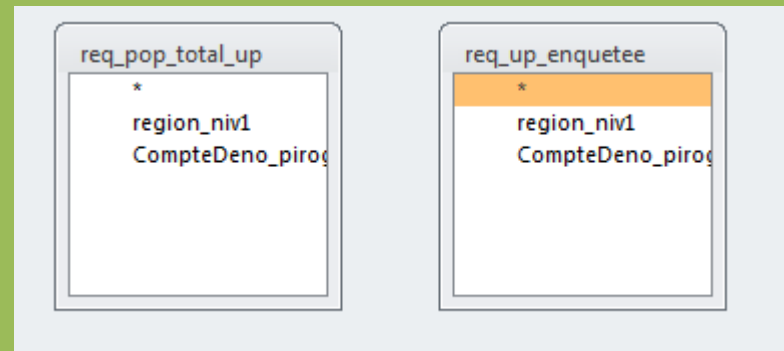 req_pop_total_up
*
region_niv1
CompteDeno_pirog
req_up_enquetee
*
region_niv1
CompteDeno_pirog